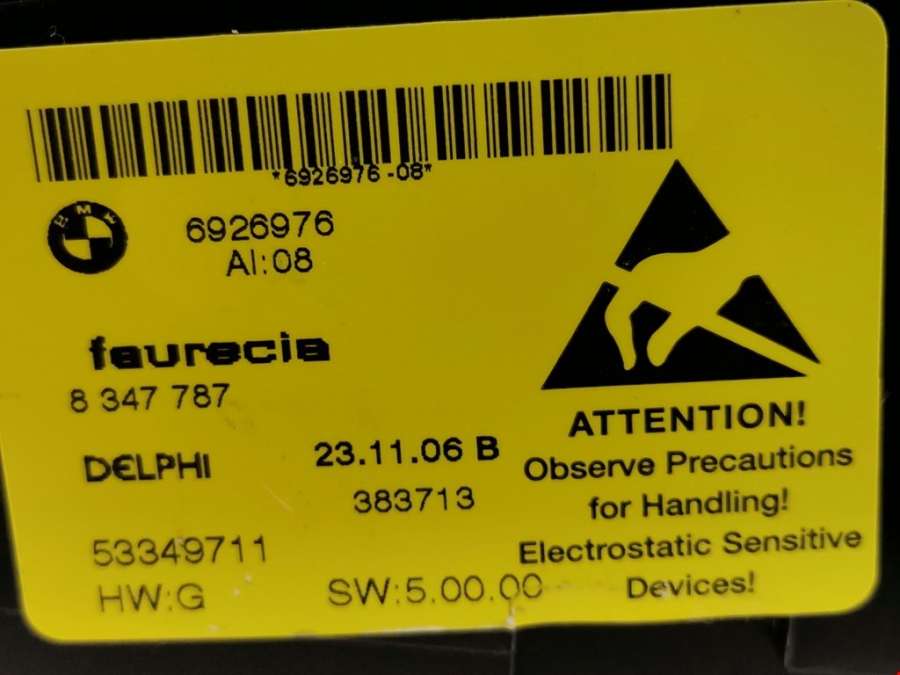 *6926976-08*
BMW
6926976
AI:08
faurecia
8 347 787
DELPHI
23.11.06 B
383713
53349711
HW:G
SW:5.00.00
ATTENTION!
Observe Precautions
for Handling!
Electrostatic Sensitive
Devices!